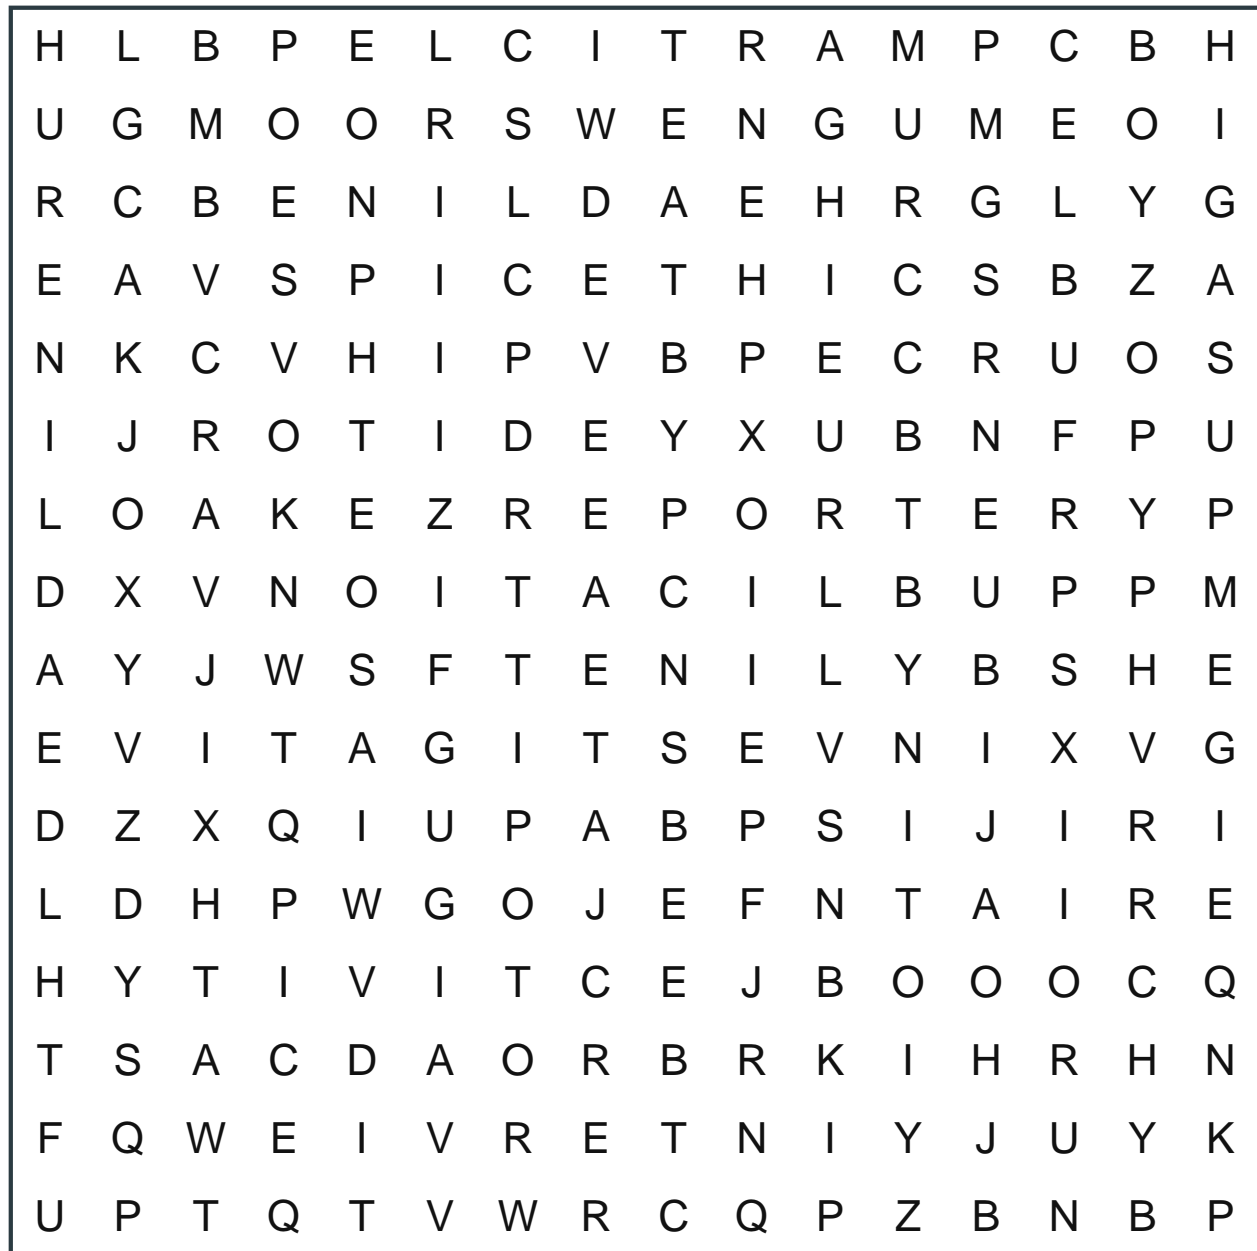 H L B P E L C I T R A M P C B H
U G M O O R S W E N G U M E O I
R C B E N I L D A E H R G L Y G
E A V S P I C E T H I C S B Z A
N K C V H I P V B P E C R U O S
I J R O T I D E Y X U B N F P U
L O A K E Z R E P O R T E R Y P
D X V N O I T A C I L B U P P M
A Y J W S F T E N I L Y B S H E
E V I T A G I T S E V N I X V G
D Z X Q I U P A B P S I J I R I
L D H P W G O J E F N T A I R E
H Y T I V I T C E J B O O O C Q
T S A C D A O R B R K I H R H N
F Q W E I V R E T N I Y J U Y K
U P T Q T V W R C Q P Z B N B P